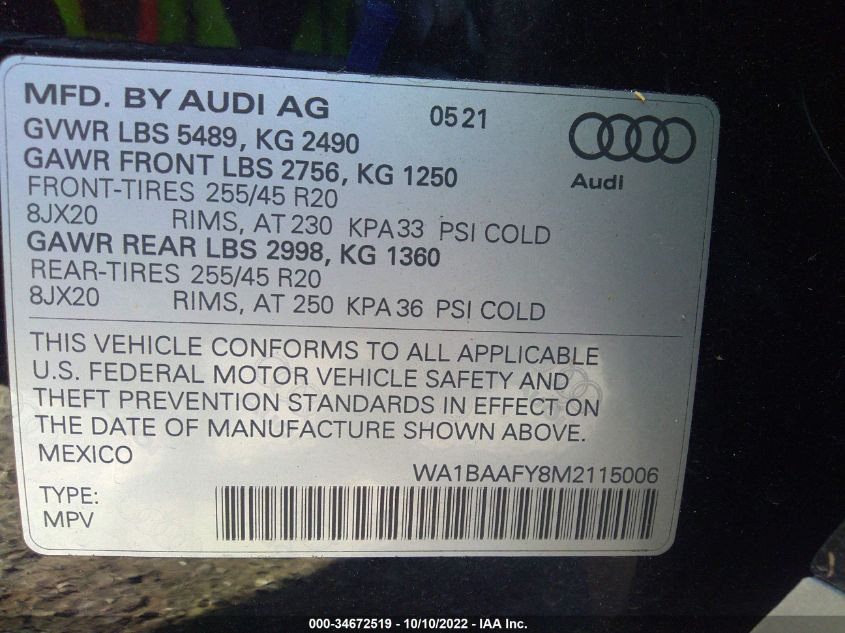 MFD. BY AUDI AG 0521
GVWR LBS 5489, KG 2490
GAWR FRONT LBS 2756, KG 1250
Audi
FRONT-TIRES 255/45 R20
8JX20 RIMS, AT 230 KPA 33 PSI COLD
GAWR REAR LBS 2998, KG 1360
REAR-TIRES 255/45 R20
8JX20 RIMS, AT 250 KPA 36 PSI COLD
THIS VEHICLE CONFORMS TO ALL APPLICABLE
U.S. FEDERAL MOTOR VEHICLE SAFETY AND
THEFT PREVENTION STANDARDS IN EFFECT ON
THE DATE OF MANUFACTURE SHOWN ABOVE.
MEXICO
WA1BAAFY8M2115006
TYPE:
MPV
000-34672519 - 10/10/2022 - IAA Inc.